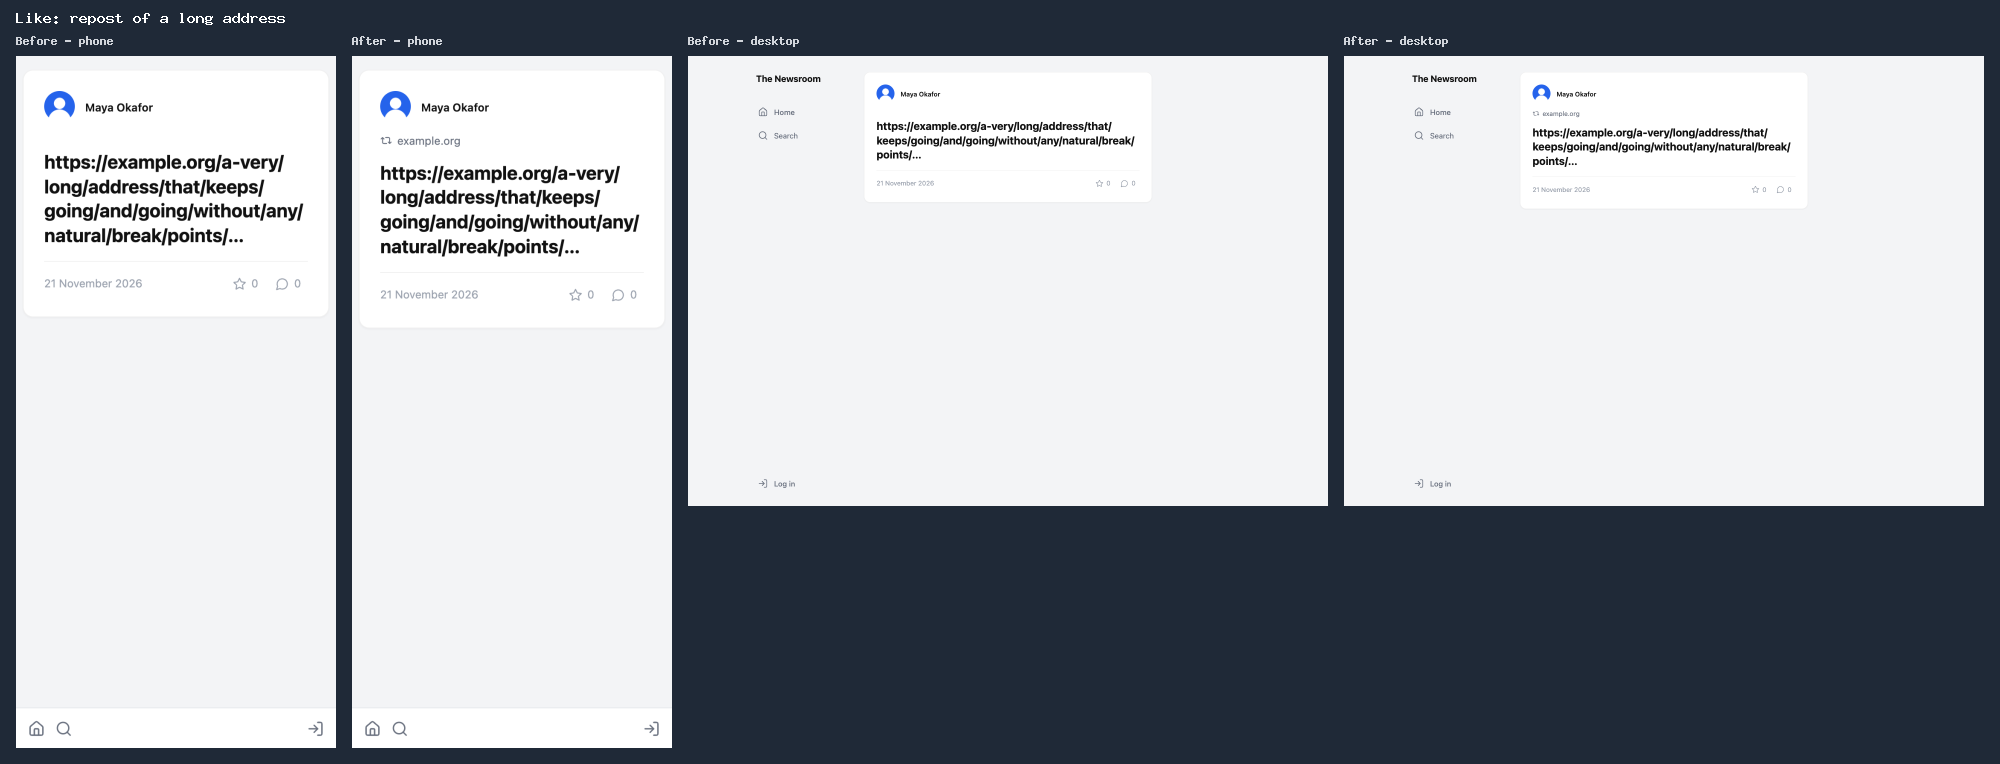 Like: repost of a long address
Before - phone
Maya Okafor
https://example.org/a-very/
long/address/that/keeps/
going/and/going/without/any/
natural/break/points/...
21 November 2026
0
0
After - phone
Maya Okafor
example.org
https://example.org/a-very/
long/address/that/keeps/
going/and/going/without/any/
natural/break/points/...
21 November 2026
0
0
Before - desktop
The Newsroom
Home
Search
Log in
Maya Okafor
https://example.org/a-very/long/address/that/
keeps/going/and/going/without/any/natural/break/
points/...
21 November 2026
0
0
After - desktop
The Newsroom
Home
Search
Log in
Maya Okafor
example.org
https://example.org/a-very/long/address/that/
keeps/going/and/going/without/any/natural/break/
points/...
21 November 2026
0
0